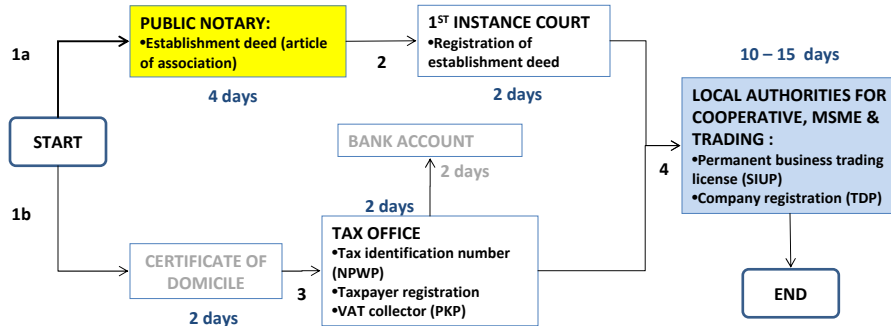 1a
PUBLIC NOTARY:
•Establishment deed (article
of association)
4 days
2
1ST INSTANCE COURT
•Registration of
establishment deed
2 days
10 – 15 days
LOCAL AUTHORITIES FOR
COOPERATIVE, MSME &
TRADING :
•Permanent business trading
license (SIUP)
•Company registration (TDP)
START
BANK ACCOUNT
2 days
4
1b
CERTIFICATE OF
DOMICILE
2 days
3
2 days
TAX OFFICE
•Tax identification number
(NPWP)
•Taxpayer registration
•VAT collector (PKP)
END